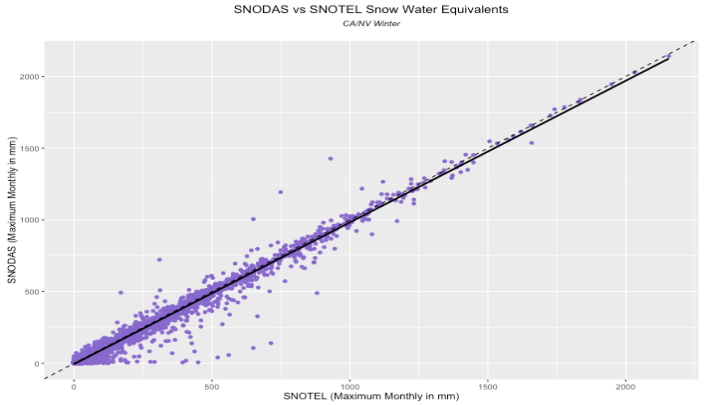 SNODAS vs SNOTEL Snow Water Equivalents
CA/NV Winter
SNODAS (Maximum Monthly in mm)
2000
1500
1000
500
0
0 500 1000 1500 2000
SNOTEL (Maximum Monthly in mm)